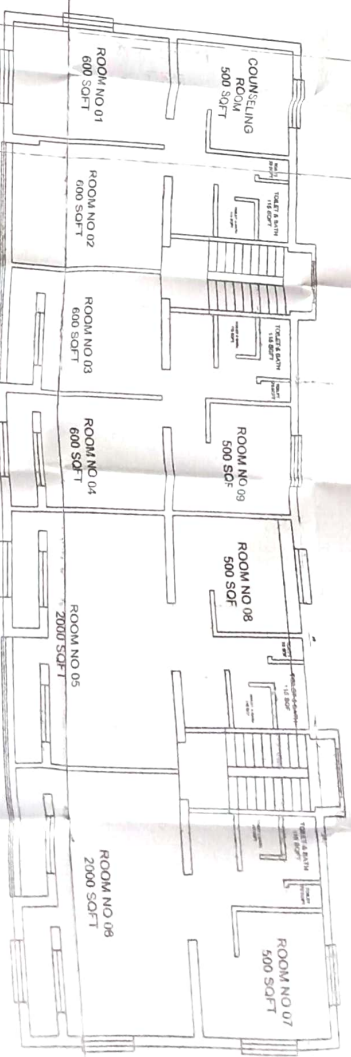 COUNSELING
ROOM
500 SQFT
ROOM NO 01
600 SQFT
TOILET & BATH
ROOM NO 02
600 SQFT
TOILET & BATH
ROOM NO 03
600 SQFT
ROOM NO 09
500 SQF
ROOM NO 04
600 SQFT
ROOM NO 08
500 SQF
ROOM NO 05
2000 SQFT
TOILET & BATH
ROOM NO 06
2000 SQFT
ROOM NO 07
500 SQFT